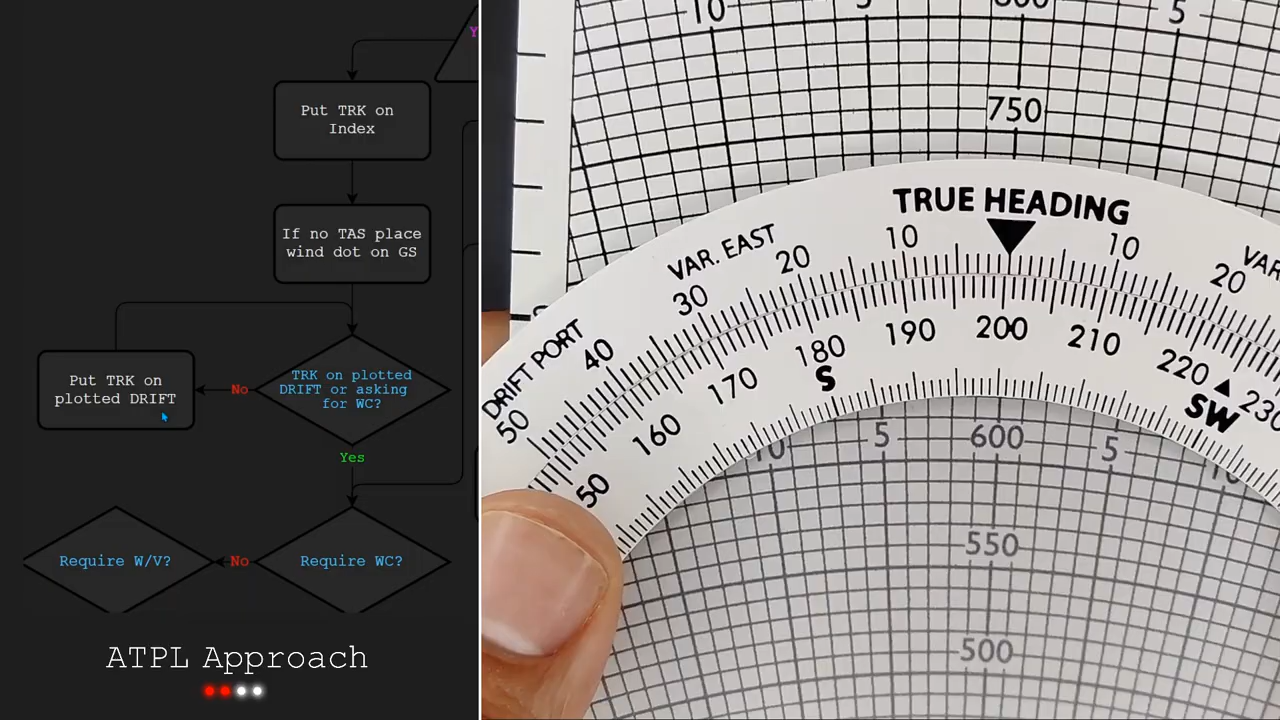 Y
Put TRK on
Index
If no TAS place
wind dot on GS
TRK on plotted
DRIFT or asking
for WC?
No
Put TRK on
plotted DRIFT
Yes
Require W/V?
No
Require WC?
ATPL Approach
10
5
5
750
TRUE HEADING
VAR. EAST
10
10
20
20
30
40
50
DRIFT PORT
50
160
170
180
190
200
210
220
230
S
SW
10
5
600
5
10
550
500